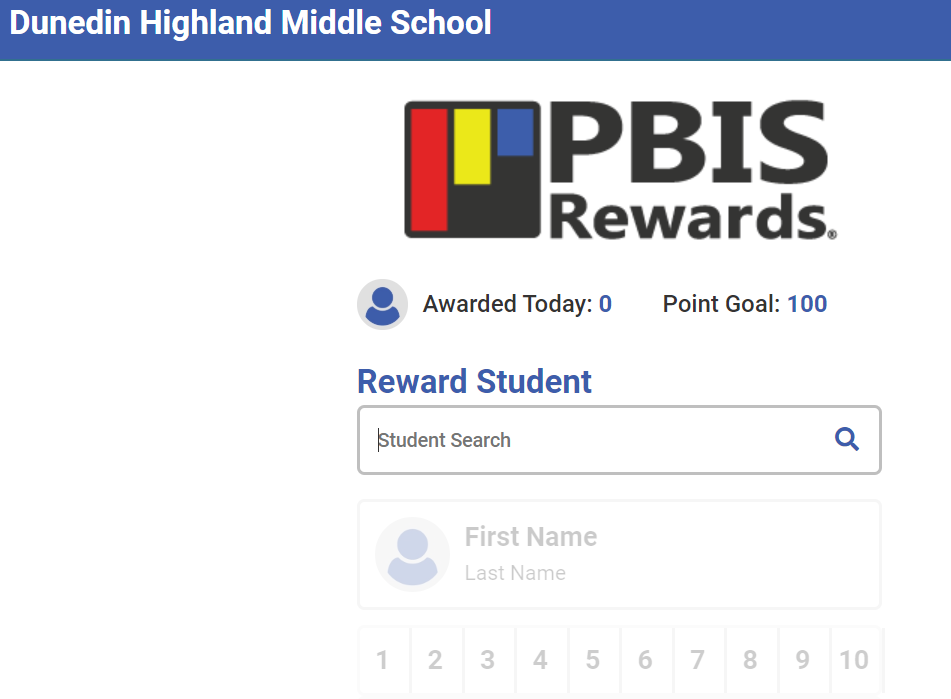 Dunedin Highland Middle School
PBIS
Rewards®
Awarded Today: 0 Point Goal: 100
Reward Student
Student Search
First Name
Last Name
1 2 3 4 5 6 7 8 9 10